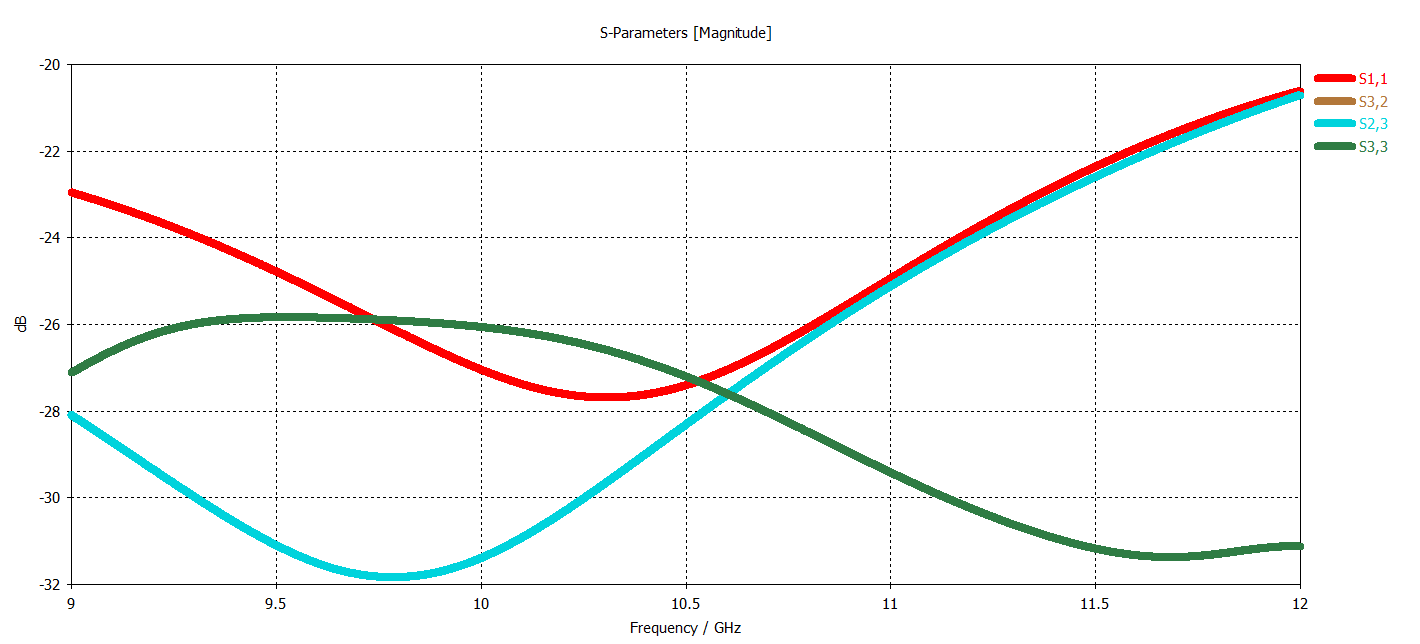 S-Parameters [Magnitude]
-20
-22
-24
-26
-28
-30
-32
dB
9
9.5
10
10.5
11
11.5
12
Frequency / GHz
S1,1
S3,2
S2,3
S3,3